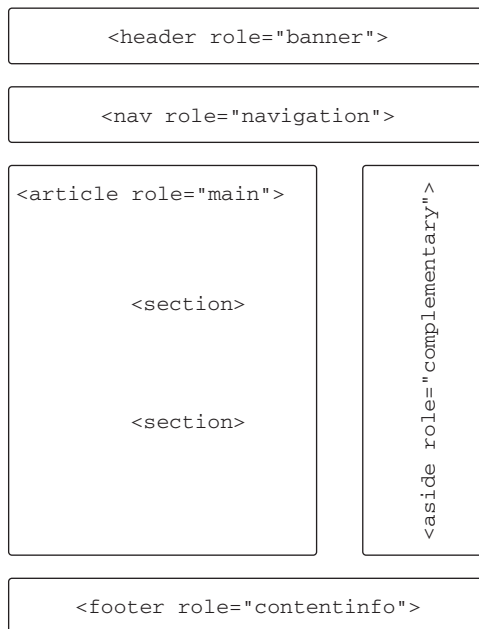 <header role="banner">
<nav role="navigation">
<article role="main">
<section>
<section>
<aside role="complementary">
<footer role="contentinfo">